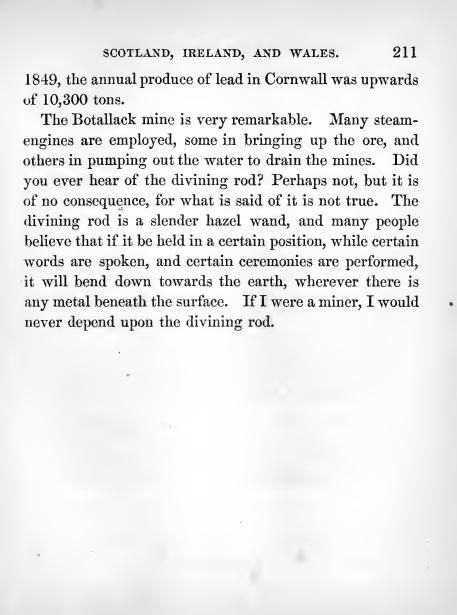 SCOTLAND, IRELAND, AND WALES. 211
1849, the annual produce of lead in Cornwall was upwards
of 10,300 tons.
The Botallack mine is very remarkable. Many steam-
engines are employed, some in bringing up the ore, and
others in pumping out the water to drain the mines. Did
you ever hear of the divining rod? Perhaps not, but it is
of no consequence, for what is said of it is not true. The
divining rod is a slender hazel wand, and many people
believe that if it be held in a certain position, while certain
words are spoken, and certain ceremonies are performed,
it will bend down towards the earth, wherever there is
any metal beneath the surface. If I were a miner, I would
never depend upon the divining rod.